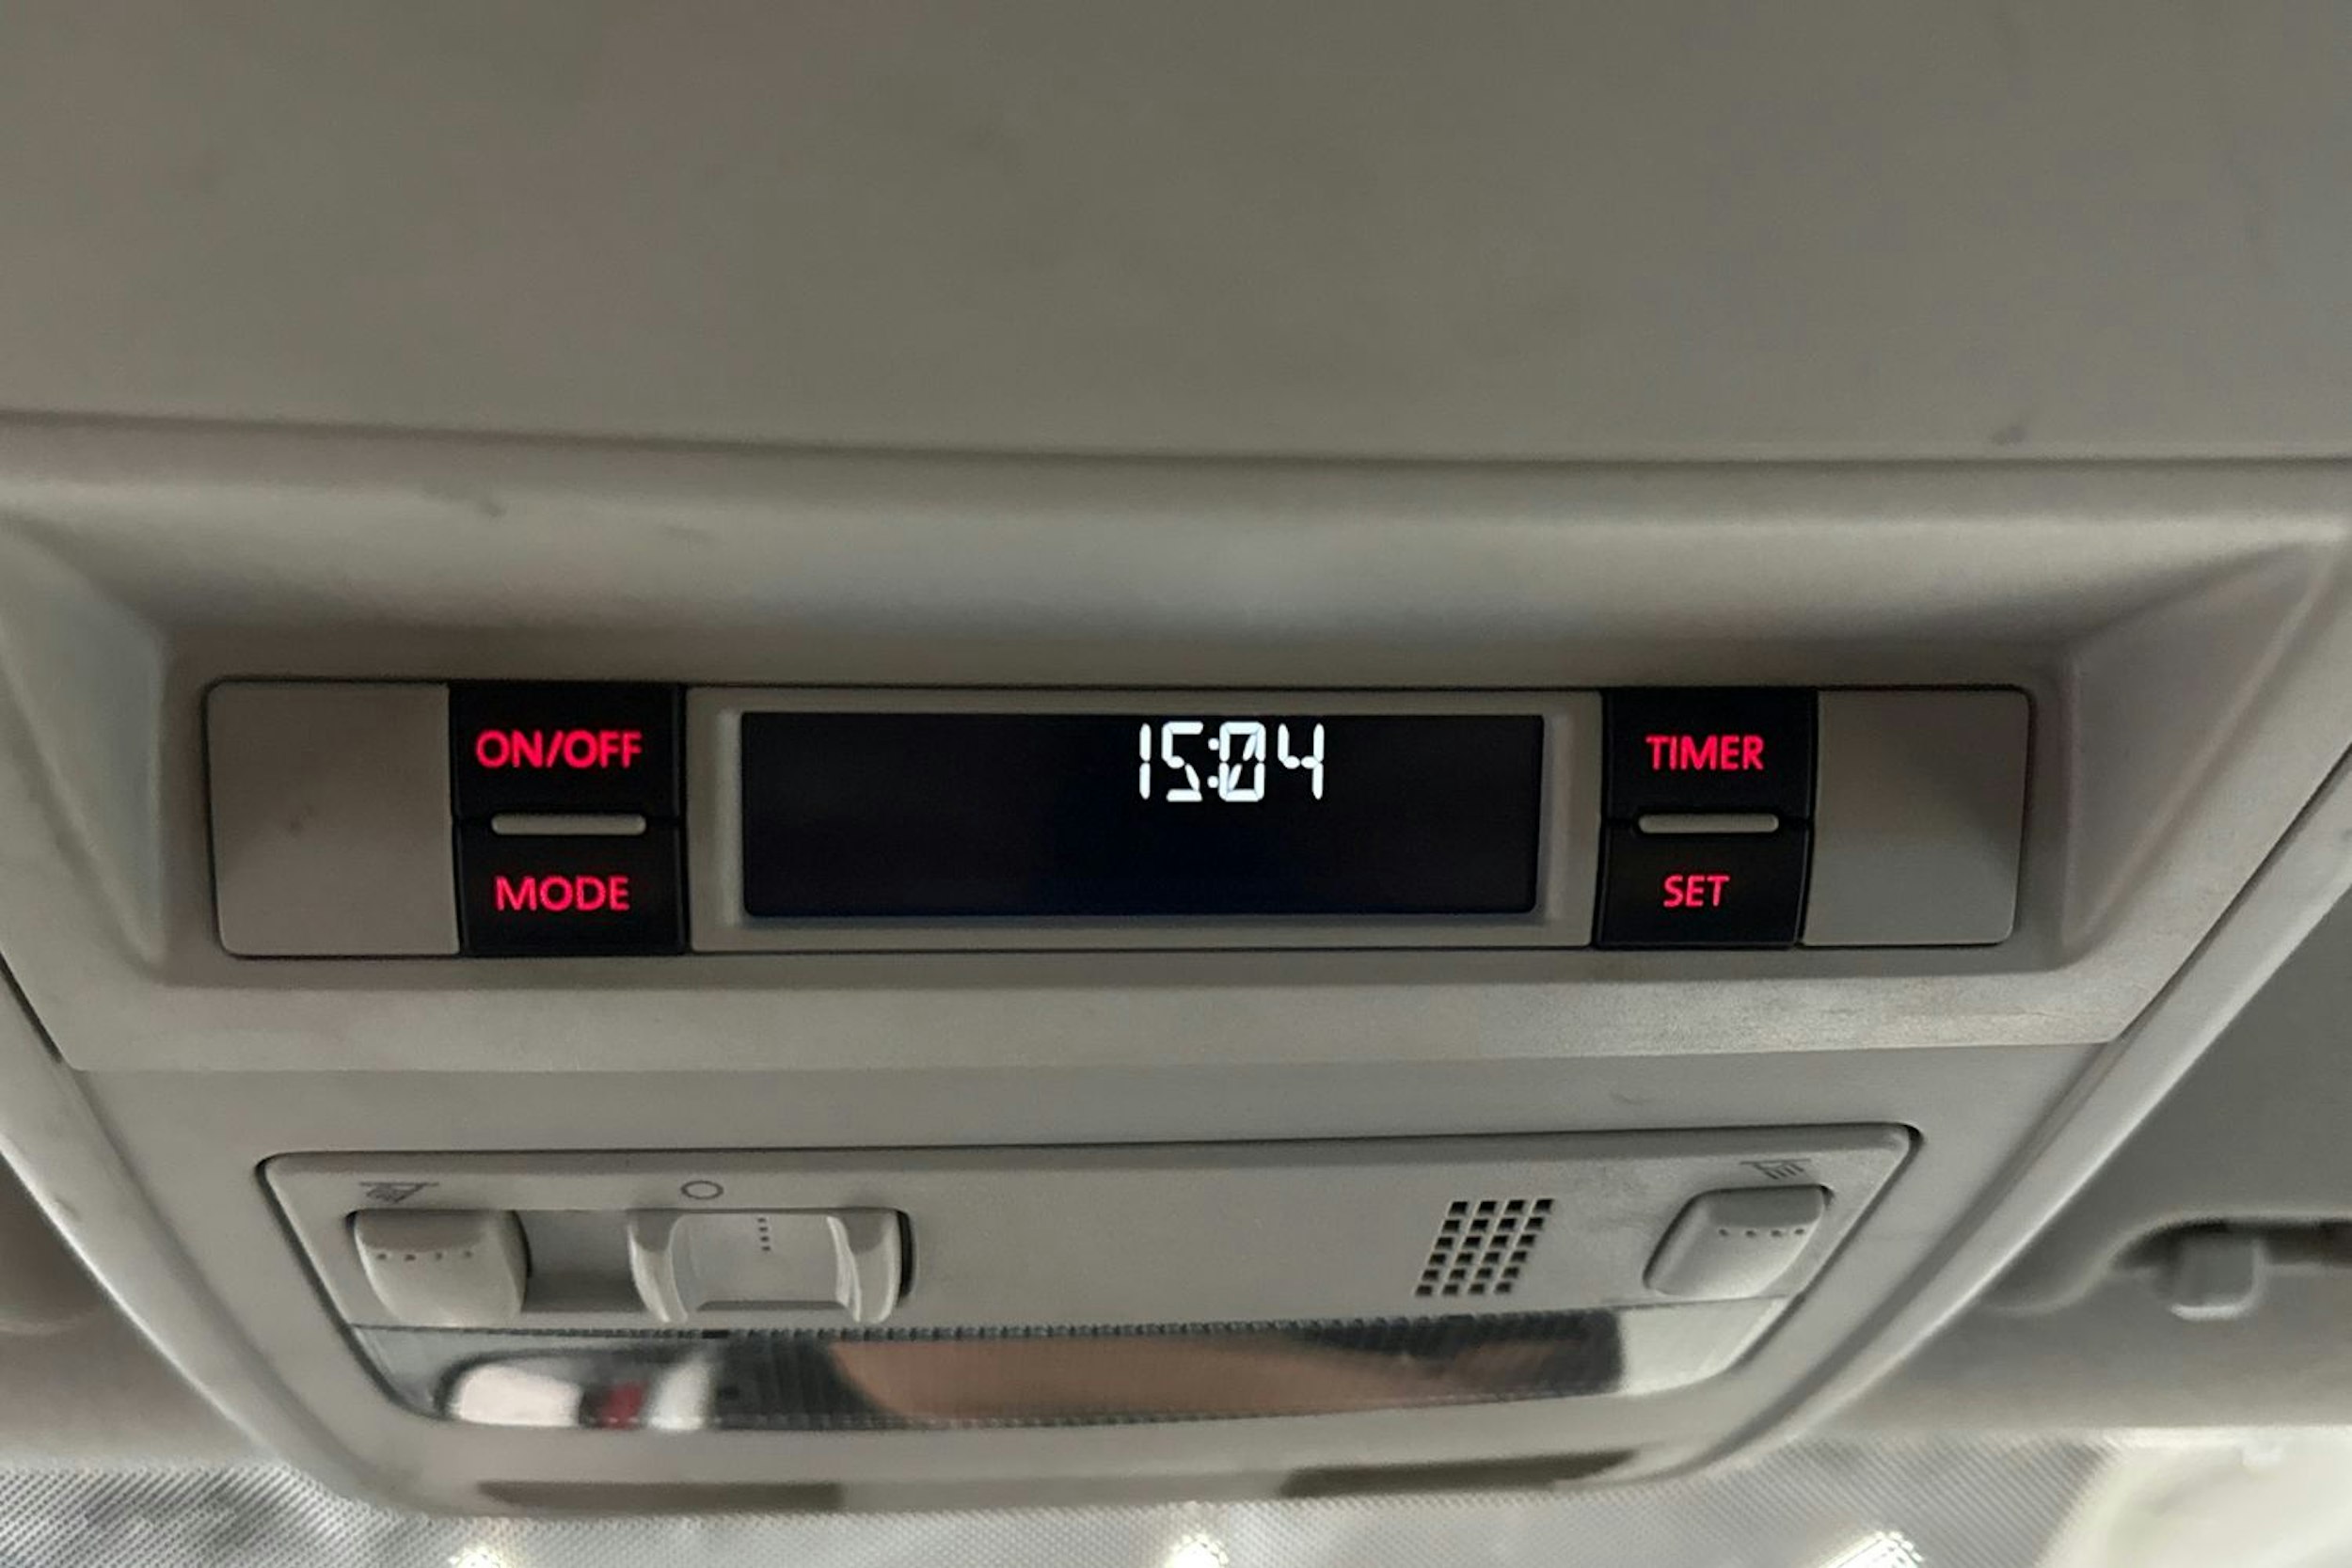 ON/OFF
15:04
TIMER
MODE
SET